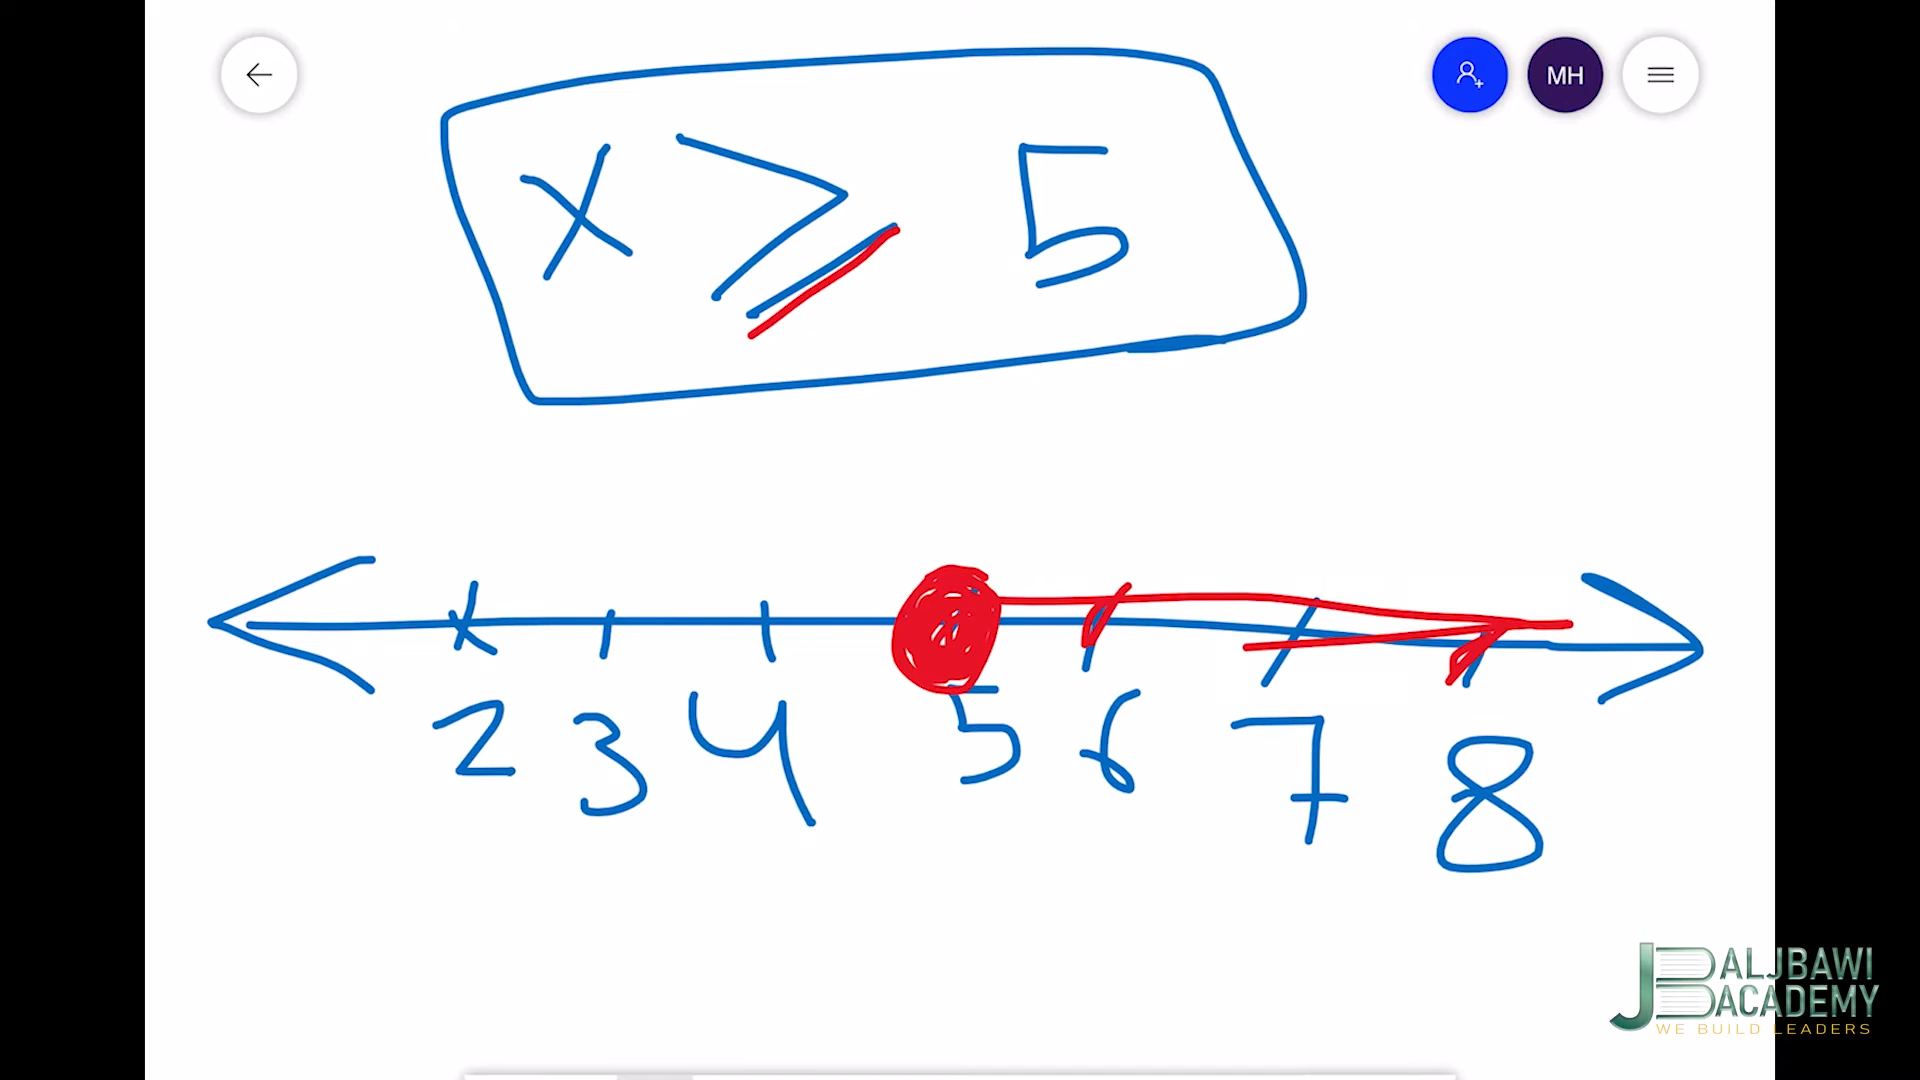 MH
x ≥ 5
2 3 4 5 6 7 8
ALJBAWI
ACADEMY
WE BUILD LEADERS